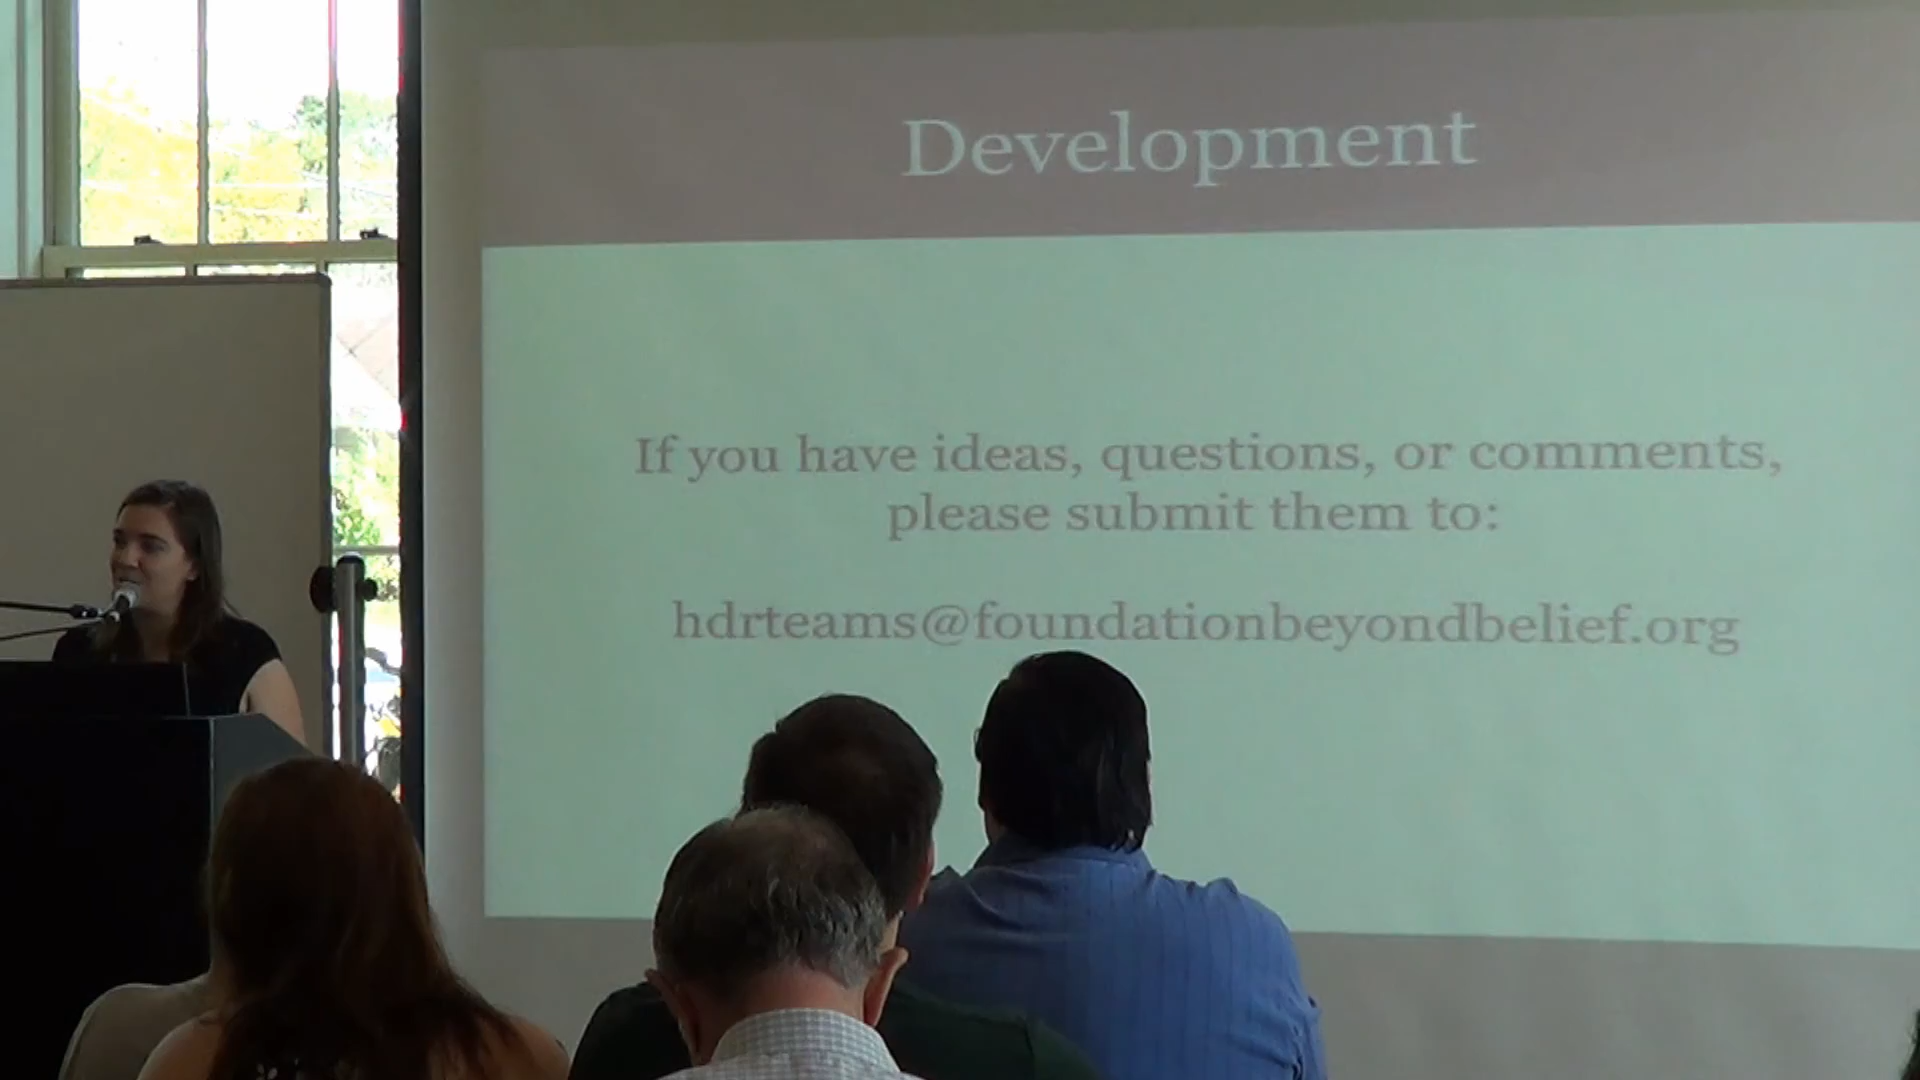 Development
If you have ideas, questions, or comments,
please submit them to:
hdrteams@foundationbeyondbelief.org